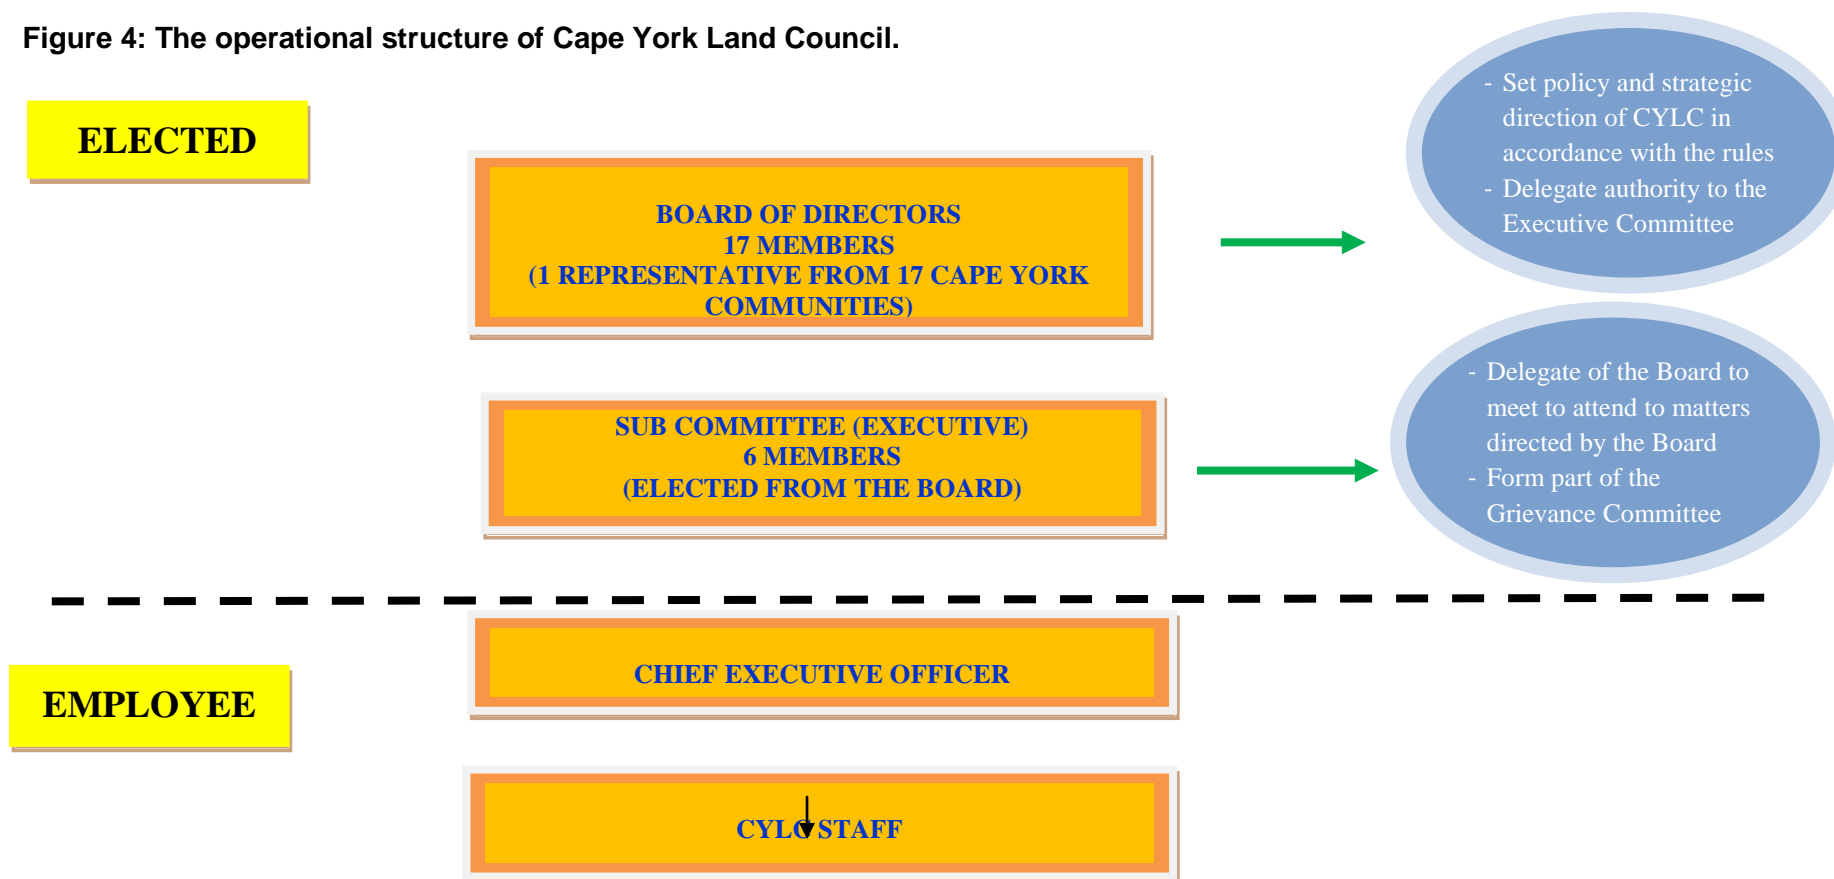 Figure 4: The operational structure of Cape York Land Council.
ELECTED
BOARD OF DIRECTORS
17 MEMBERS
(1 REPRESENTATIVE FROM 17 CAPE YORK
COMMUNITIES)
- Set policy and strategic
direction of CYLC in
accordance with the rules
- Delegate authority to the
Executive Committee
SUB COMMITTEE (EXECUTIVE)
6 MEMBERS
(ELECTED FROM THE BOARD)
- Delegate of the Board to
meet to attend to matters
directed by the Board
- Form part of the
Grievance Committee
EMPLOYEE
CHIEF EXECUTIVE OFFICER
CYLC STAFF